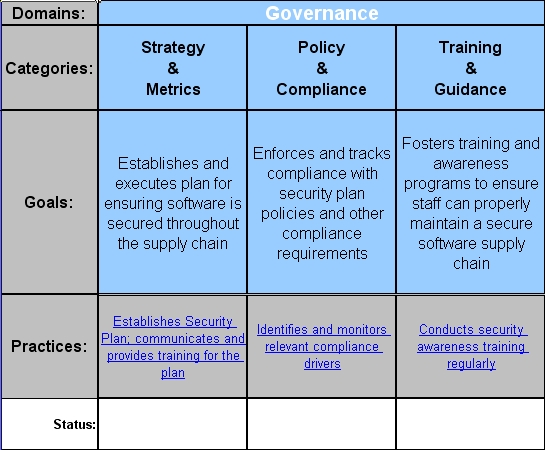 Domains: Governance
Categories: Strategy & Metrics Policy & Compliance Training & Guidance
Goals:
Establishes and
executes plan for
ensuring software is
secured throughout
the supply chain
Enforces and tracks
compliance with
security plan
policies and other
compliance
requirements
Fosters training and
awareness
programs to ensure
staff can properly
maintain a secure
software supply
chain
Practices:
Establishes Security
Plan; communicates and
provides training for the
plan
Identifies and monitors
relevant compliance
drivers
Conducts security
awareness training
regularly
Status: